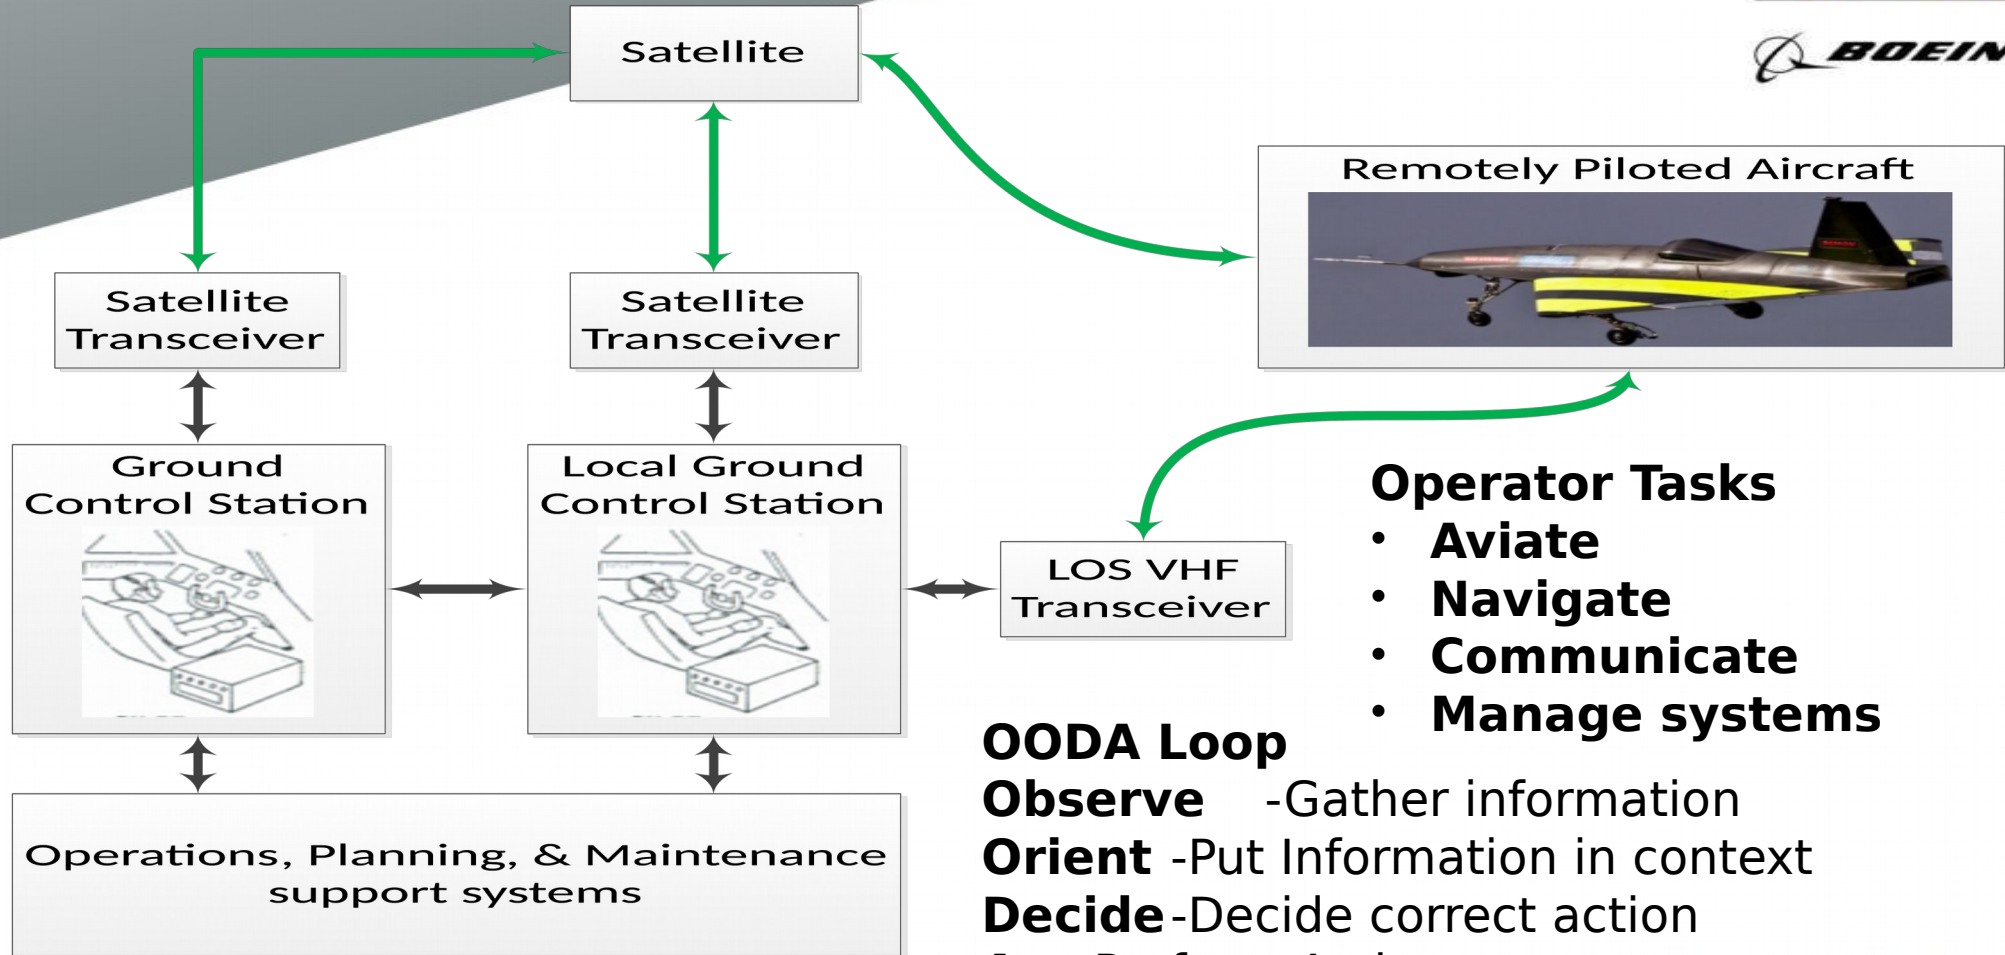 Satellite
BOEIN
Remotely Piloted Aircraft
Satellite
Transceiver
Satellite
Transceiver
Ground
Control Station
Local Ground
Control Station
LOS VHF
Transceiver
Operator Tasks
• Aviate
• Navigate
• Communicate
• Manage systems
OODA Loop
Observe -Gather information
Orient -Put Information in context
Decide -Decide correct action
Operations, Planning, & Maintenance
support systems